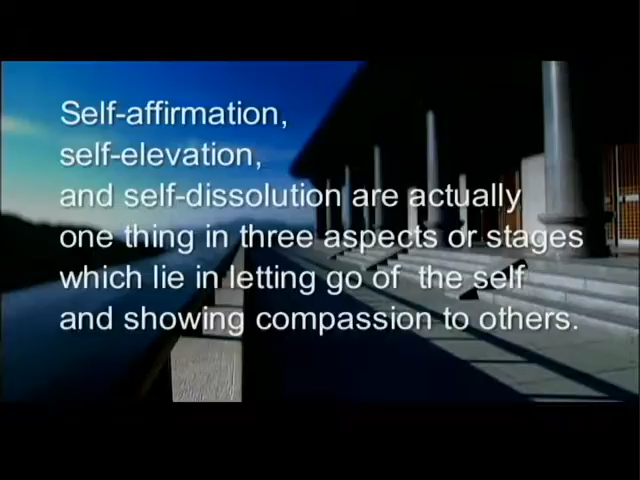 Self-affirmation,
self-elevation,
and self-dissolution are actually
one thing in three aspects or stages
which lie in letting go of the self
and showing compassion to others.